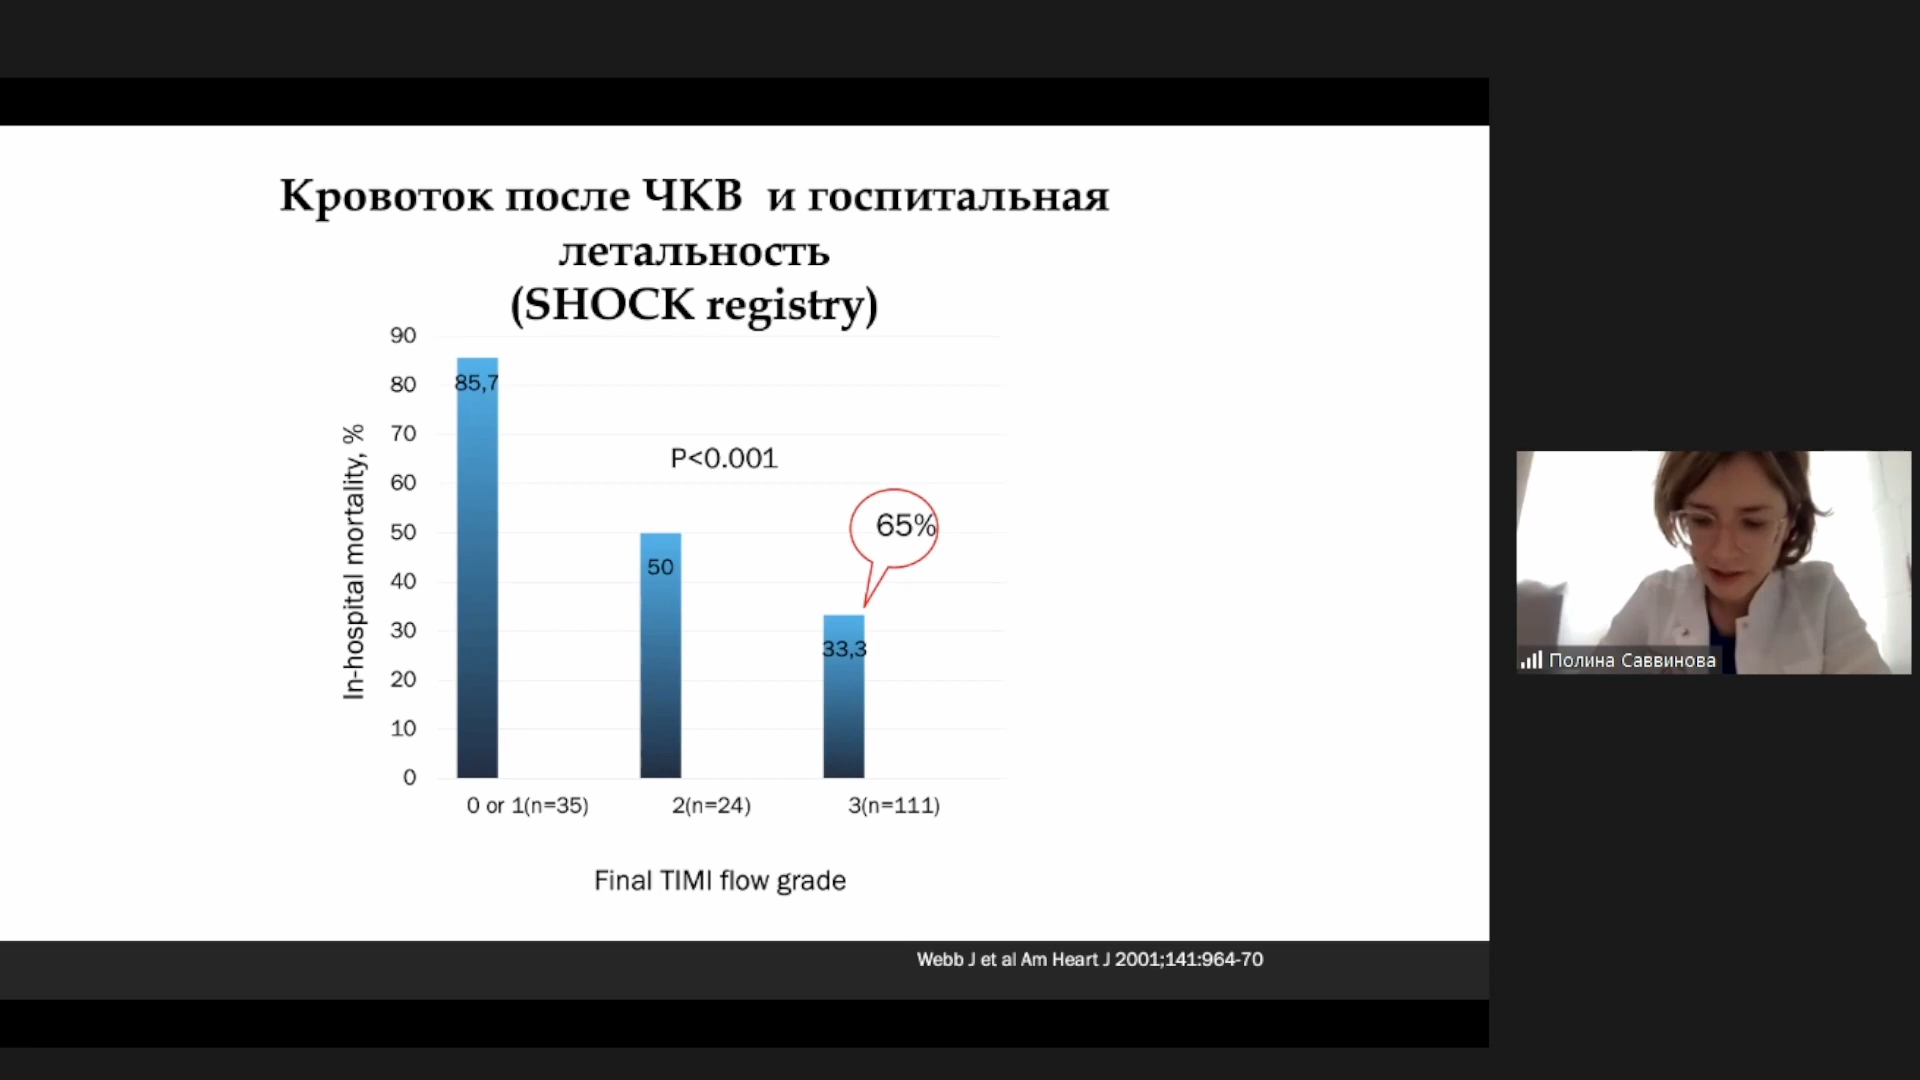 Кровоток после ЧКВ и госпитальная
летальность
(SHOCK registry)
90
80
70
60
50
40
30
20
10
0
In-hospital mortality, %
85,7
50
33,3
P<0.001
65%
0 or 1(n=35)
2(n=24)
3(n=111)
Final TIMI flow grade
Webb J et al Am Heart J 2001;141:964-70
Полина Саввинова